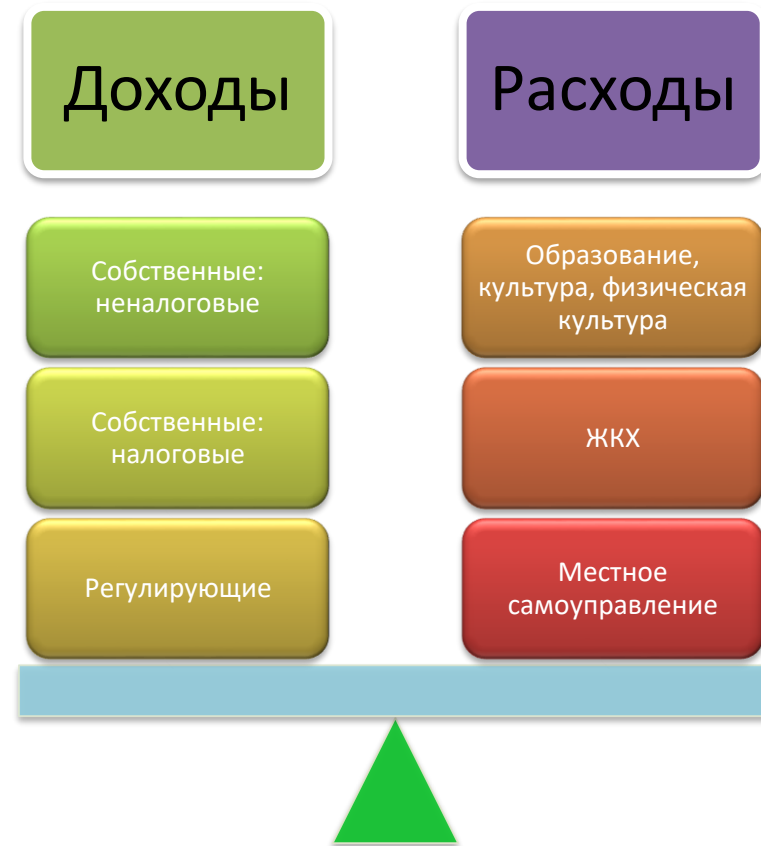 Доходы
Собственные:
неналоговые
Собственные:
налоговые
Регулирующие
Расходы
Образование,
культура, физическая
культура
ЖКХ
Местное
самоуправление